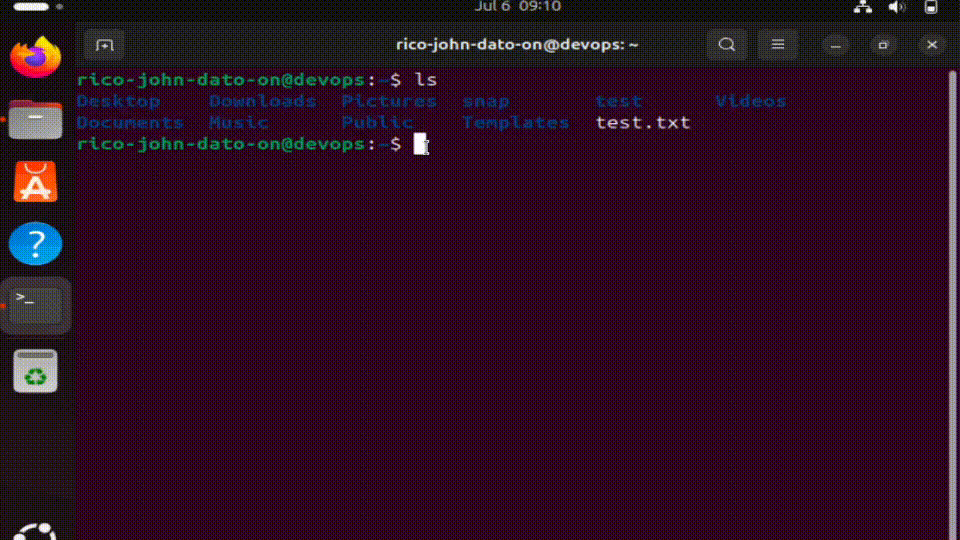 Jul 6 09:10
rico-john-dato-on@devops: ~
rico-john-dato-on@devops:~$ ls
Desktop Downloads Pictures snap test Videos
Documents Music Public Templates test.txt
rico-john-dato-on@devops:~$
>_
?